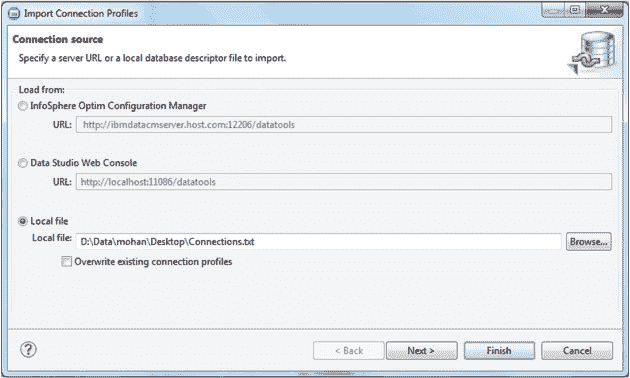 Import Connection Profiles
Connection source
Specify a server URL or a local database descriptor file to import.
Load from:
InfoSphere Optim Configuration Manager
URL: http://ibmdatacmserver.host.com:12206/datatools
Data Studio Web Console
URL: http://localhost:11086/datatools
Local file
Local file: D:\Data\mohan\Desktop\Connections.txt Browse...
Overwrite existing connection profiles
? < Back Next > Finish Cancel